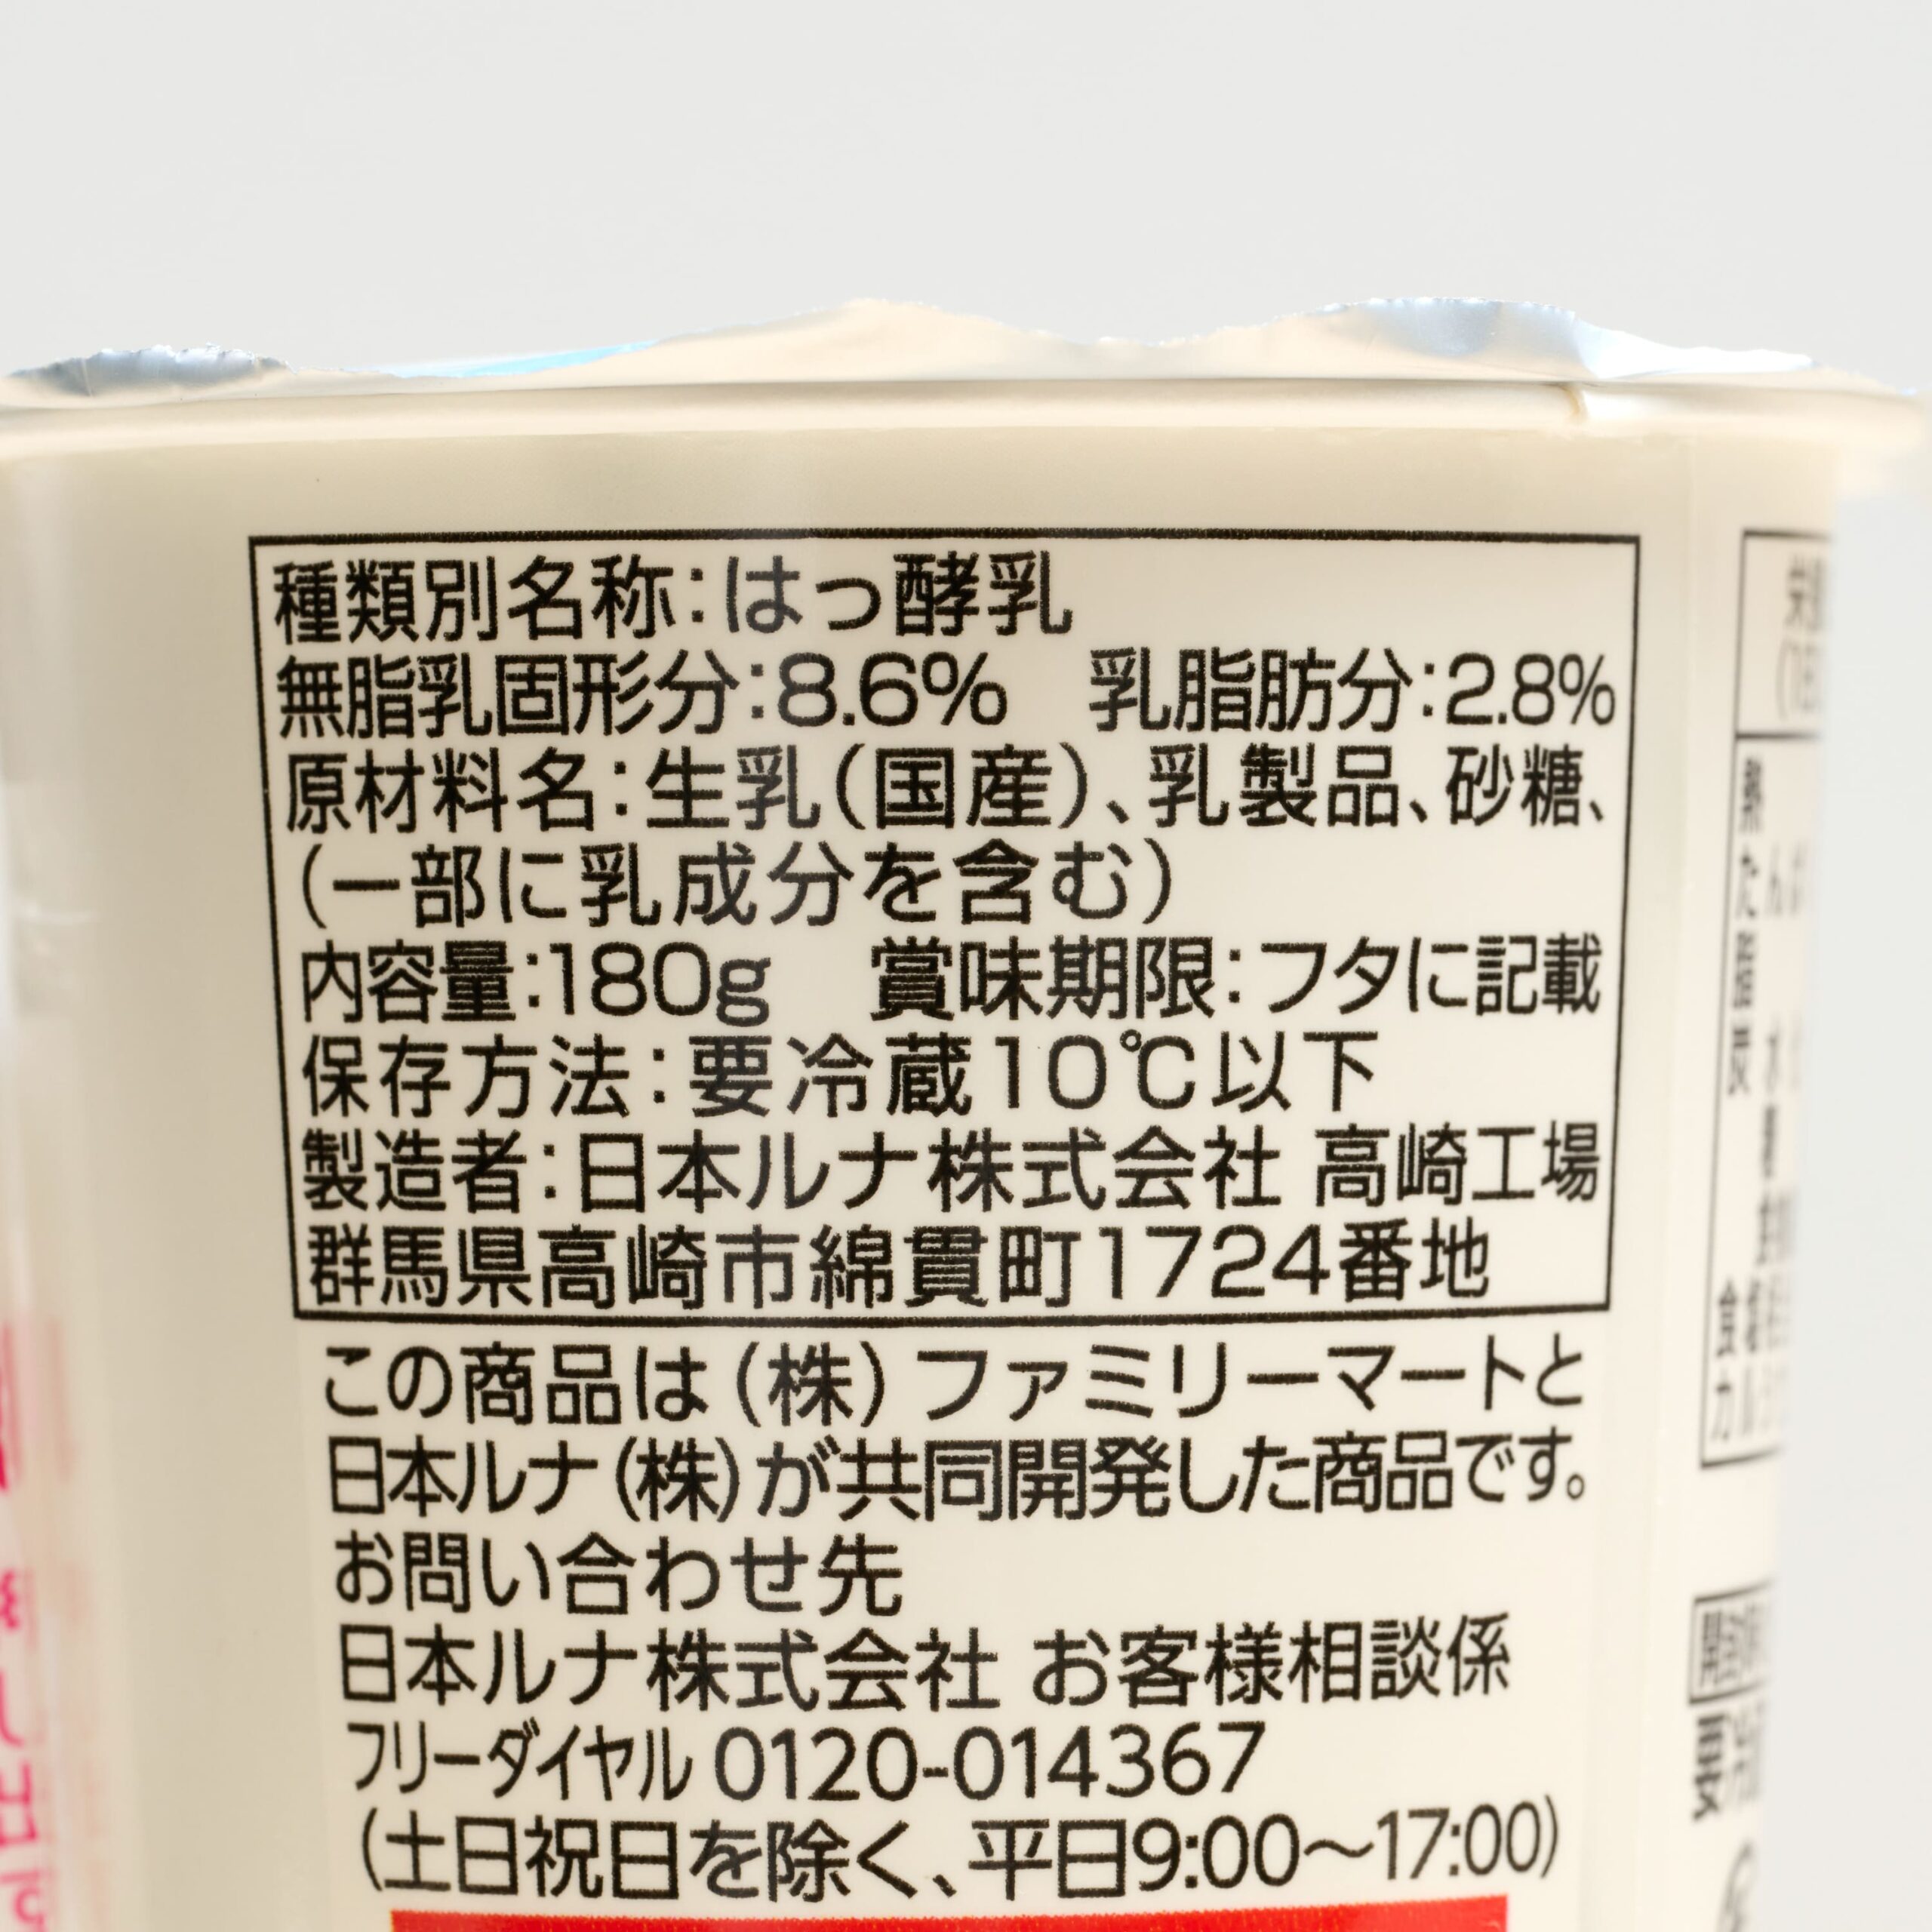 種類別名称:はっ酵乳
無脂乳固形分:8.6% 乳脂肪分:2.8%
原材料名:生乳(国産)、乳製品、砂糖、
(一部に乳成分を含む)
内容量:180g 賞味期限:フタに記載
保存方法:要冷蔵10℃以下
製造者:日本ルナ株式会社 高崎工場
群馬県高崎市綿貫町1724番地
この商品は(株)ファミリーマートと
日本ルナ(株)が共同開発した商品です。
お問い合わせ先
日本ルナ株式会社 お客様相談係
フリーダイヤル 0120-014367
(土日祝日を除く、平日9:00〜17:00)